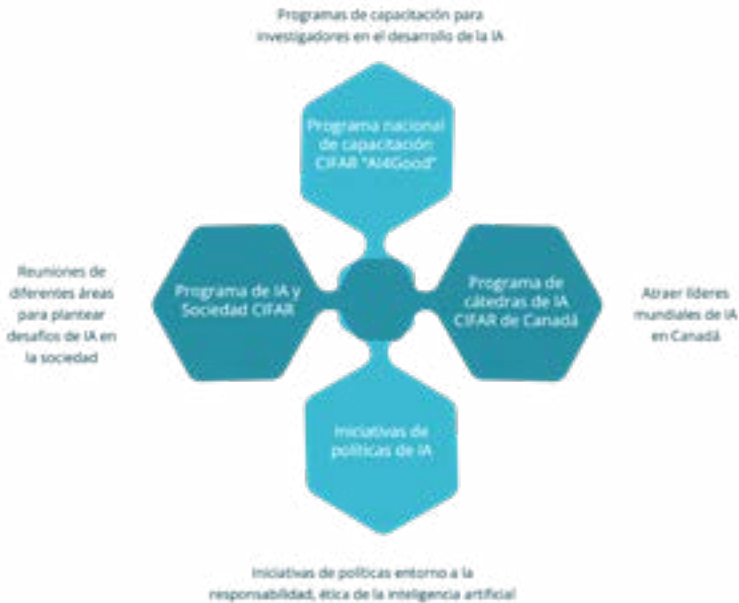 Programas de capacitación para
investigadores en el desarrollo de la IA
Programa nacional
de capacitación
CIFAR "AI4Good"
Reuniones de
diferentes áreas
para plantear
desafíos de IA en
la sociedad
Programa de IA y
Sociedad CIFAR
Programa de
cátedras de IA
CIFAR de Canadá
Atraer líderes
mundiales de IA
en Canadá
Iniciativas de
políticas de IA
Iniciativas de políticas entorno a la
responsabilidad, ética de la inteligencia artificial